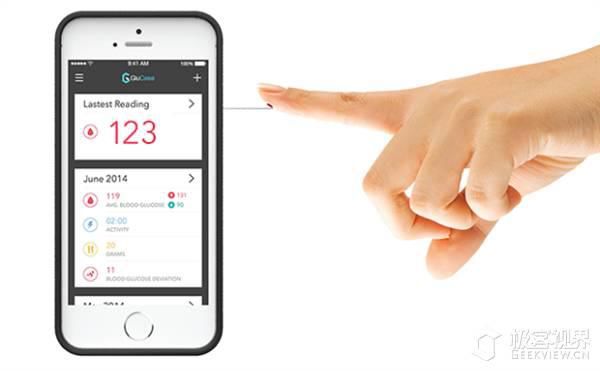 9:41 AM
100%
GluCase
Lastest Reading
123
June 2014
119
AVG. BLOOD-GLUCOSE
191
90
02:00
ACTIVITY
20
GRAMS
11
BLOOD-GLUCOSE DEVIATION
May 2014
极客视界
GEEKVIEW.CN